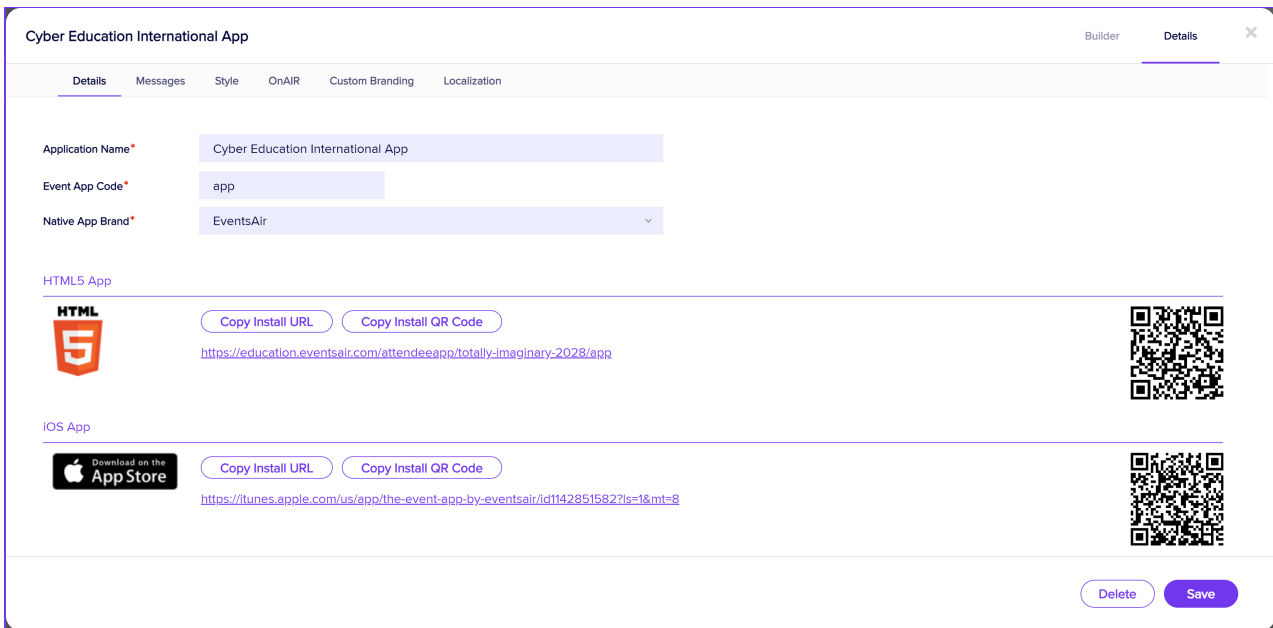 Cyber Education International App
Builder
Details
Details
Messages
Style
OnAIR
Custom Branding
Localization
Application Name*
Cyber Education International App
Event App Code*
app
Native App Brand*
EventsAir
HTML5 App
HTML
5
Copy Install URL
Copy Install QR Code
https://education.eventsair.com/attendeeapp/totally-imaginary-2028/app
iOS App
Download on the
App Store
Copy Install URL
Copy Install QR Code
https://itunes.apple.com/us/app/the-event-app-by-eventsair/id1142851582?ls=1&mt=8
Delete
Save